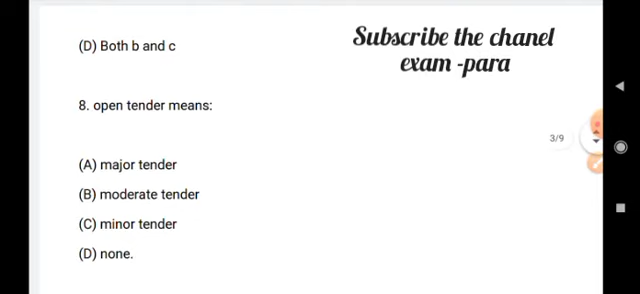 (D) Both b and c
Subscribe the chanel
exam -para
8. open tender means:
3/9
(A) major tender
(B) moderate tender
(C) minor tender
(D) none.